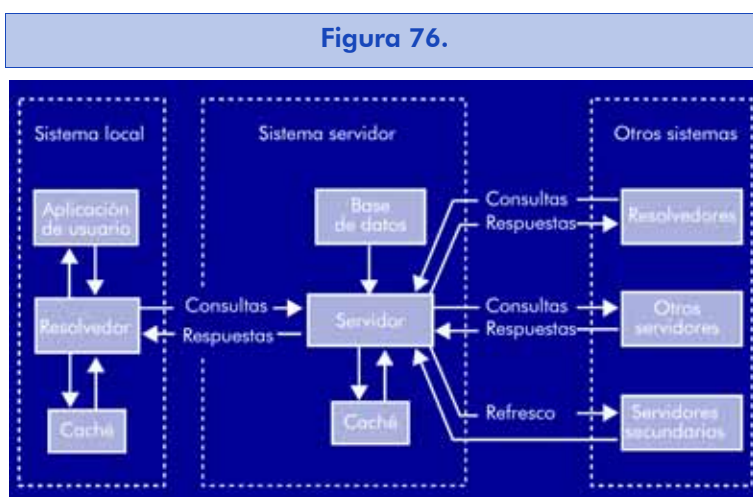 Figura 76.
Sistema local
Sistema servidor
Otros sistemas
Aplicación
de usuario
Base
de datos
Consultas
Respuestas
Resolvedores
Resolvedor
Consultas
Respuestas
Servidor
Consultas
Respuestas
Otros
servidores
Caché
Caché
Refresco
Servidores
secundarios